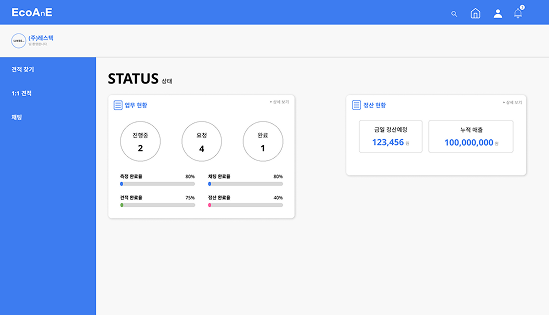 EcoAnE
(주)레스텍
견적 찾기
1:1 견적
채팅
STATUS 상태
업무 현황
+ 상세 보기
진행중
2
요청
4
완료
1
측정 완료율 80%
채팅 완료율 80%
견적 완료율 75%
정산 완료율 40%
정산 현황
+ 상세 보기
금일 정산예정
123,456 원
누적 매출
100,000,000 원